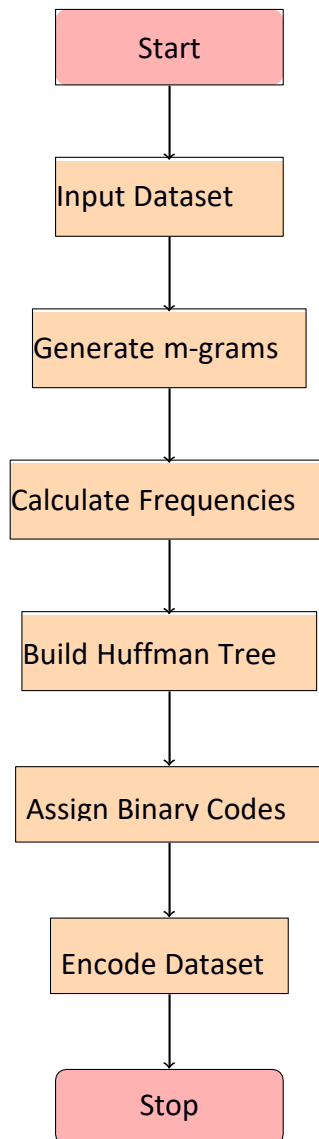 Start
Input Dataset
Generate m-grams
Calculate Frequencies
Build Huffman Tree
Assign Binary Codes
Encode Dataset
Stop